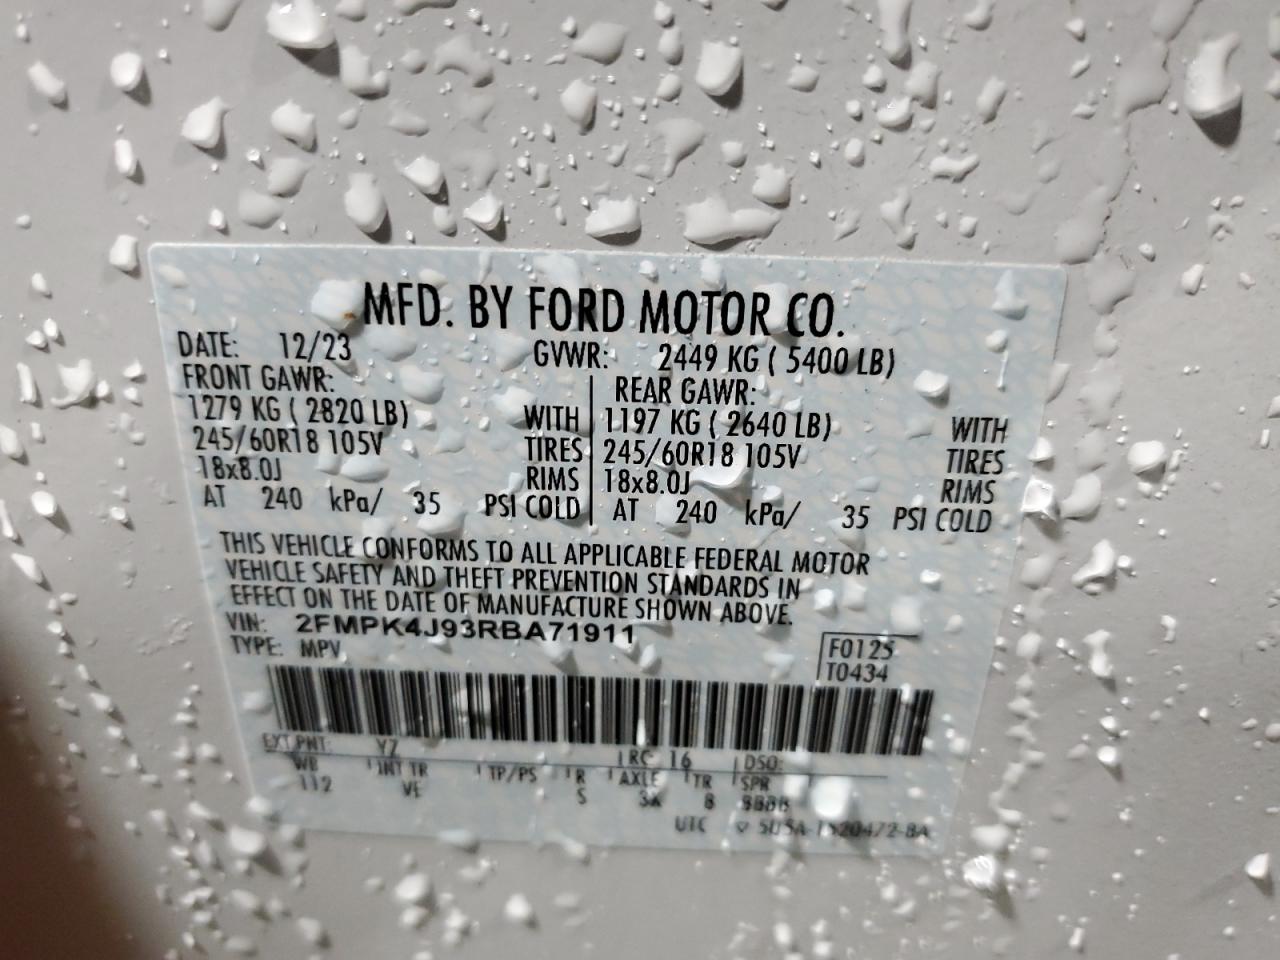 MFD. BY FORD MOTOR CO.
DATE: 12/23 GVWR: 2449 KG ( 5400 LB)
FRONT GAWR: REAR GAWR:
1279 KG ( 2820 LB) WITH 1197 KG ( 2640 LB) WITH
245/60R18 105V TIRES 245/60R18 105V TIRES
18x8.0J RIMS 18x8.0J RIMS
AT 240 kPa/ 35 PSI COLD AT 240 kPa/ 35 PSI COLD
THIS VEHICLE CONFORMS TO ALL APPLICABLE FEDERAL MOTOR
VEHICLE SAFETY AND THEFT PREVENTION STANDARDS IN
EFFECT ON THE DATE OF MANUFACTURE SHOWN ABOVE.
VIN: 2FMPK4J93RBA71911
TYPE: MPV
F0125
T0434
EXT PNT: YZ RC: 16 DSO:
WB INT TR TP/PS R AXLE TR SPR
112 VE S 3A 8 BBBB
UTC